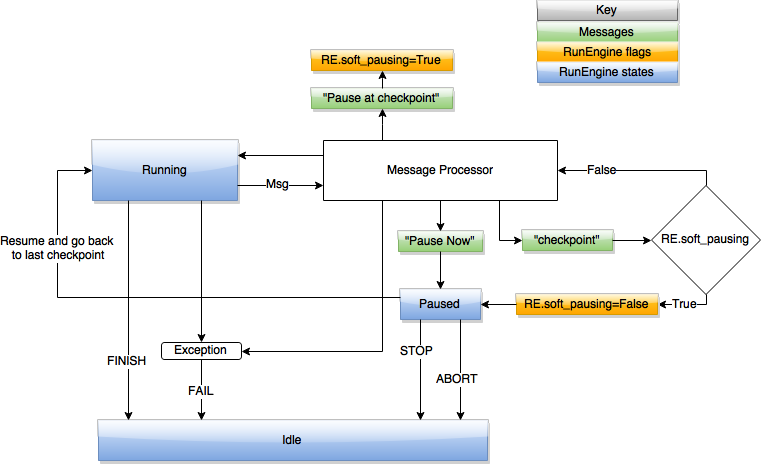 Key
Messages
RunEngine flags
RunEngine states
RE.soft_pausing=True
"Pause at checkpoint"
Running
Msg
Message Processor
False
Resume and go back
to last checkpoint
"Pause Now"
"checkpoint"
RE.soft_pausing
Paused
RE.soft_pausing=False
True
Exception
STOP
FINISH
ABORT
FAIL
Idle